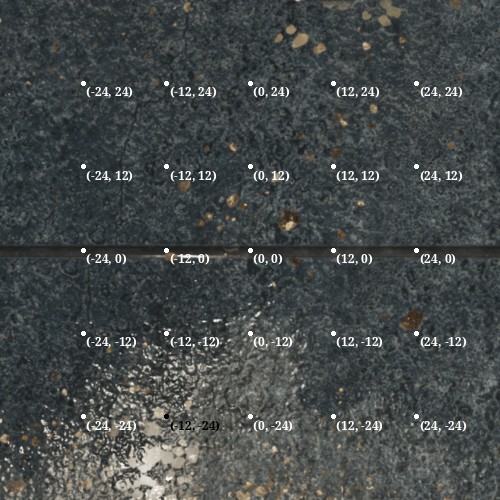 (-24, 24) (-12, 24) (0, 24) (12, 24) (24, 24)
(-24, 12) (-12, 12) (0, 12) (12, 12) (24, 12)
(-24, 0) (-12, 0) (0, 0) (12, 0) (24, 0)
(-24, -12) (-12, -12) (0, -12) (12, -12) (24, -12)
(-24, -24) (-12, -24) (0, -24) (12, -24) (24, -24)